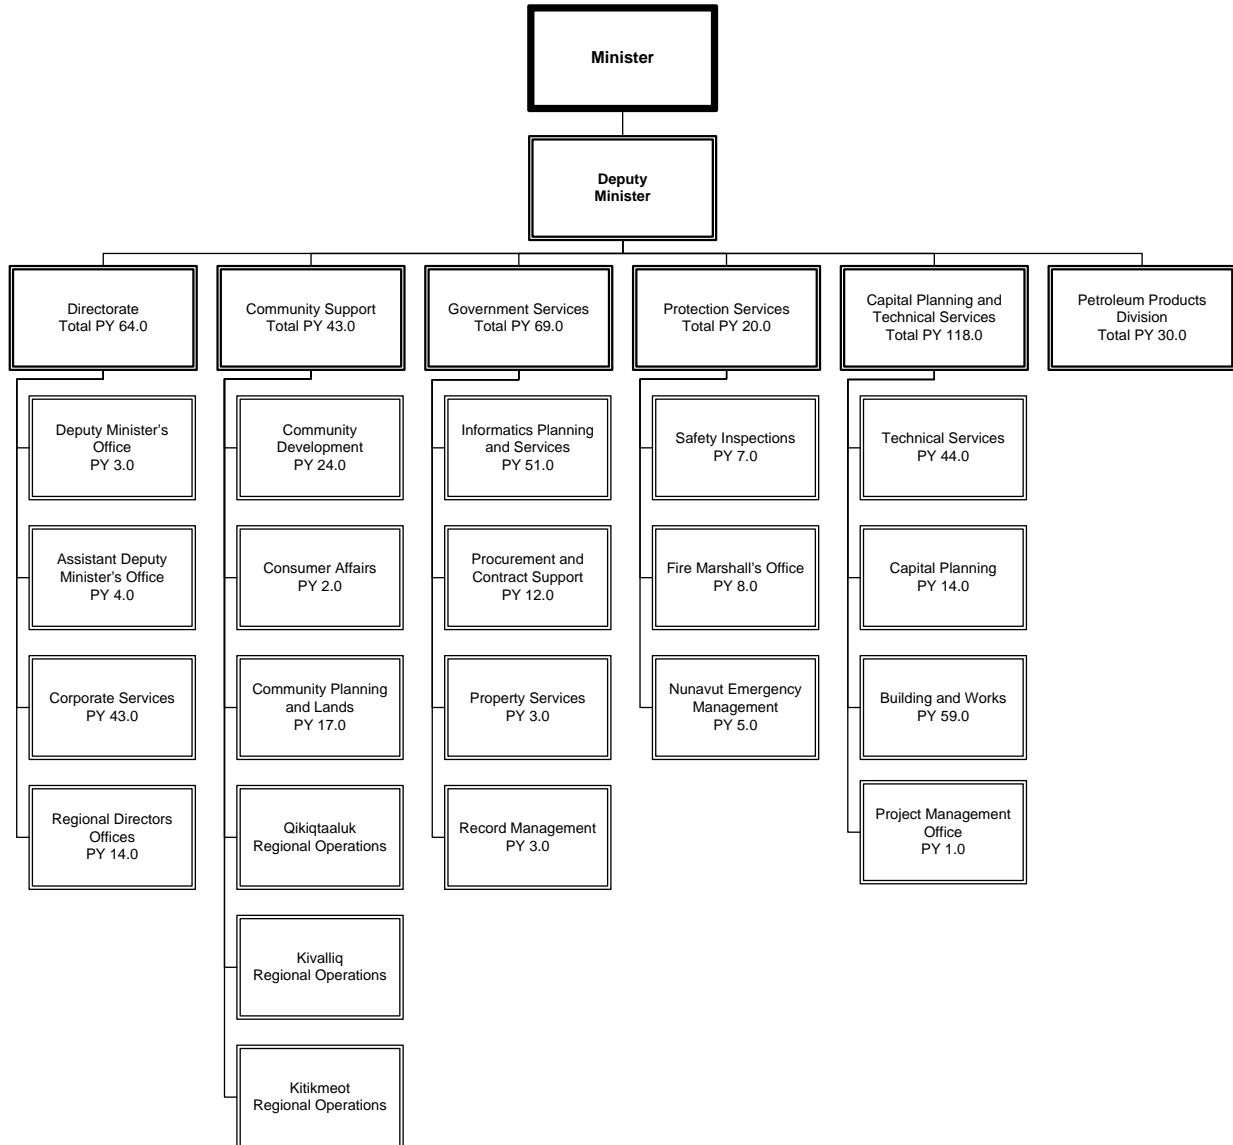 Minister
Deputy
Minister
Directorate
Total PY 64.0
Community Support
Total PY 43.0
Government Services
Total PY 69.0
Protection Services
Total PY 20.0
Capital Planning and
Technical Services
Total PY 118.0
Petroleum Products
Division
Total PY 30.0
Deputy Minister's
Office
PY 3.0
Assistant Deputy
Minister's Office
PY 4.0
Corporate Services
PY 43.0
Regional Directors
Offices
PY 14.0
Community
Development
PY 24.0
Consumer Affairs
PY 2.0
Community Planning
and Lands
PY 17.0
Qikiqtaaluk
Regional Operations
Kivalliq
Regional Operations
Kitikmeot
Regional Operations
Informatics Planning
and Services
PY 51.0
Procurement and
Contract Support
PY 12.0
Property Services
PY 3.0
Record Management
PY 3.0
Safety Inspections
PY 7.0
Fire Marshall's Office
PY 8.0
Nunavut Emergency
Management
PY 5.0
Technical Services
PY 44.0
Capital Planning
PY 14.0
Building and Works
PY 59.0
Project Management
Office
PY 1.0